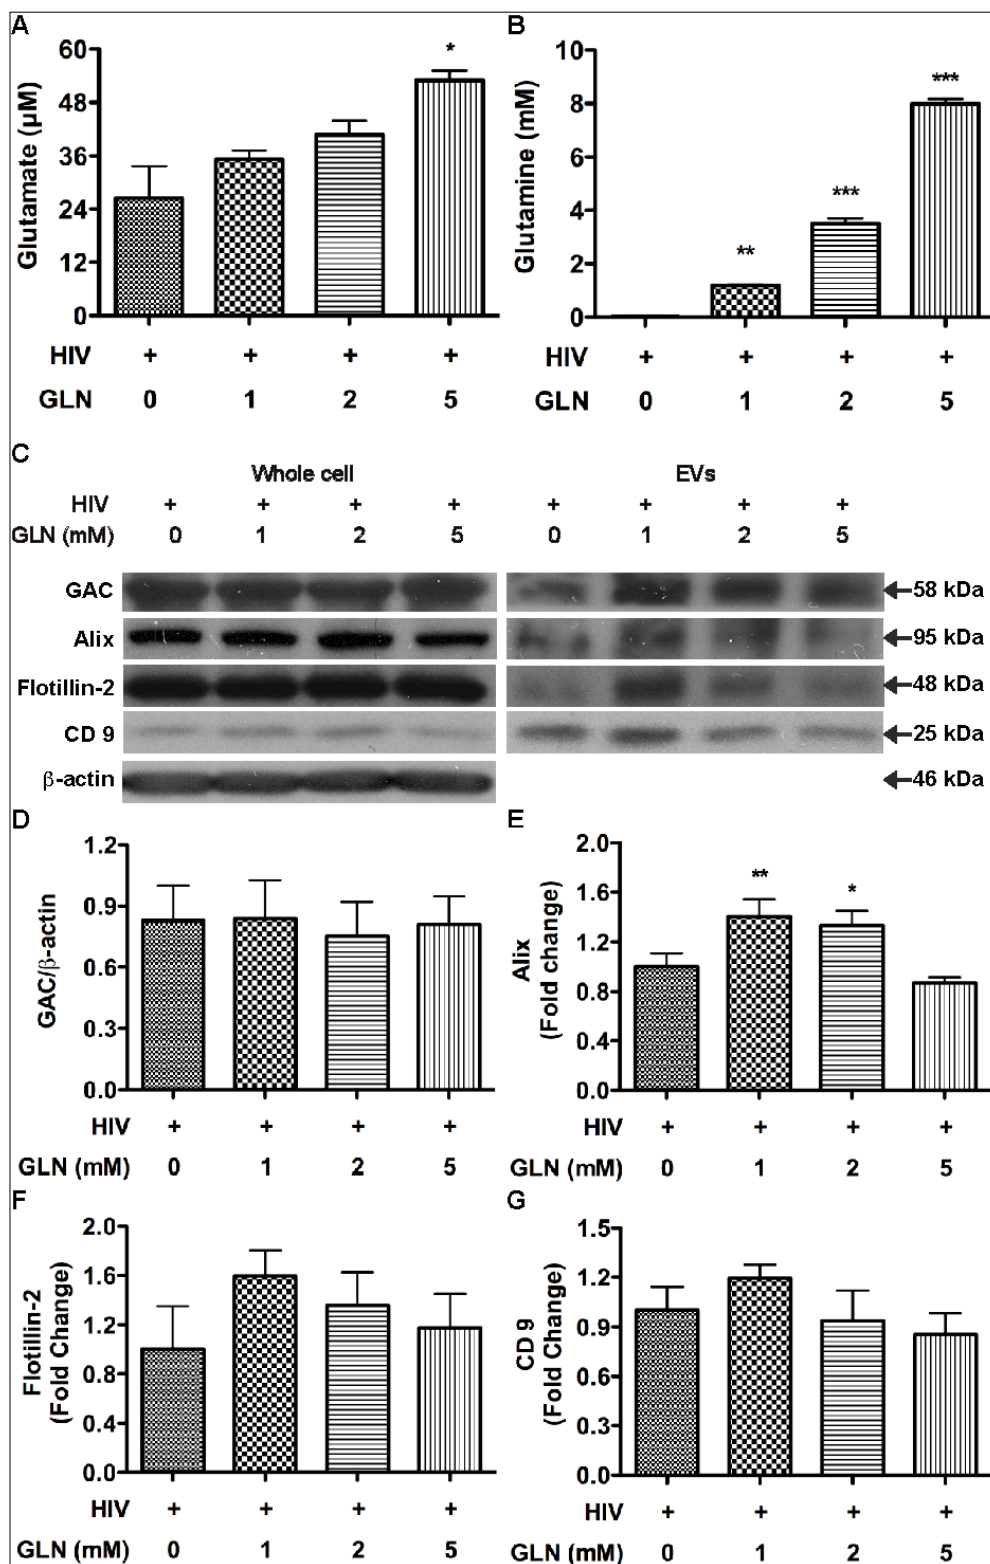 A
Glutamate (µM)
60
48
36
24
12
0
*
HIV + + + +
GLN 0 1 2 5
B
Glutamine (mM)
10
8
6
4
2
0
** *** ***
HIV + + + +
GLN 0 1 2 5
C
Whole cell EVs
HIV + + + + + + + +
GLN (mM) 0 1 2 5 0 1 2 5
GAC 58 kDa
Alix 95 kDa
Flotillin-2 48 kDa
CD 9 25 kDa
β-actin 46 kDa
D
GAC/β-actin
1.2
0.9
0.6
0.3
0.0
HIV + + + +
GLN (mM) 0 1 2 5
E
Alix
(Fold change)
2.0
1.6
1.2
0.8
0.4
0.0
** *
HIV + + + +
GLN (mM) 0 1 2 5
F
Flotillin-2
(Fold Change)
2.0
1.6
1.2
0.8
0.4
0.0
HIV + + + +
GLN (mM) 0 1 2 5
G
CD 9
(Fold Change)
1.5
1.2
0.9
0.6
0.3
0.0
HIV + + + +
GLN (mM) 0 1 2 5